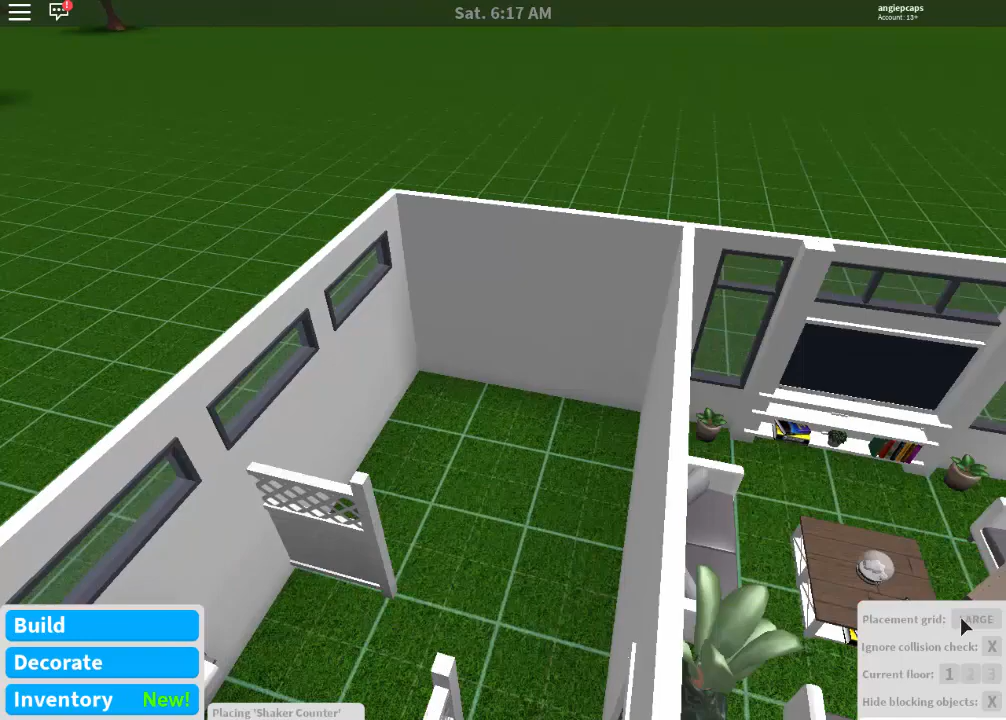 Sat. 6:17 AM
angiepcaps
Account: 13+
Build
Decorate
Inventory New!
Placing 'Shaker Counter'
Placement grid: LARGE
Ignore collision check: X
Current floor: 1 2 3
Hide blocking objects: X